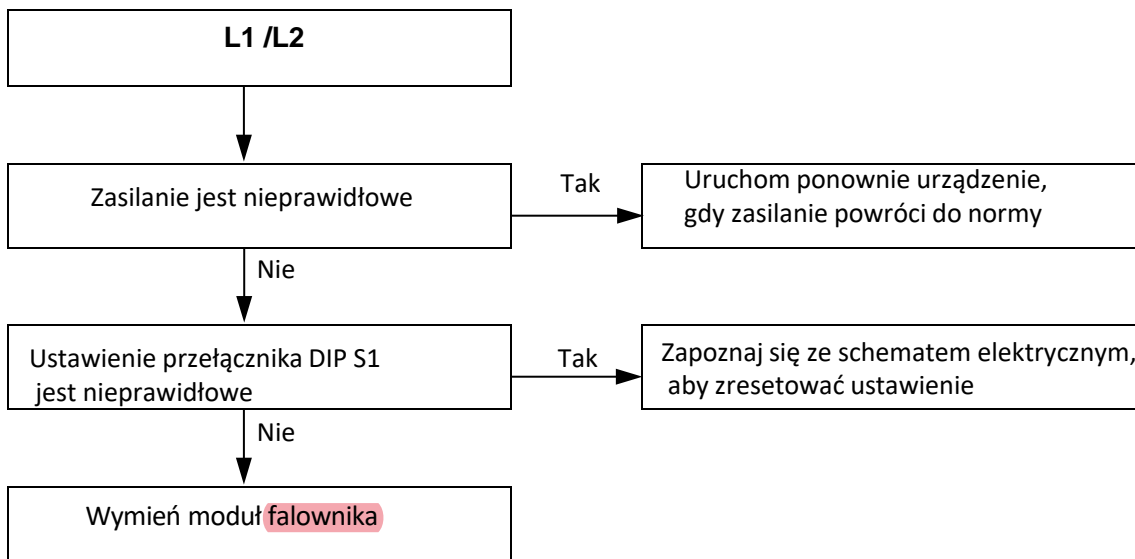 L1 /L2
Zasilanie jest nieprawidłowe
Tak
Uruchom ponownie urządzenie,
gdy zasilanie powróci do normy
Nie
Ustawienie przełącznika DIP S1
jest nieprawidłowe
Tak
Zapoznaj się ze schematem elektrycznym,
aby zresetować ustawienie
Nie
Wymień moduł falownika